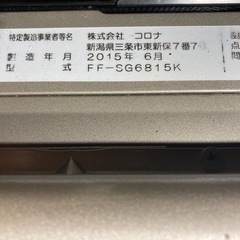 特定製造事業者等名 株式会社 コロナ
新潟県三条市東新保7番7
製造年月 2015年 6月
型式 FF-SG6815K